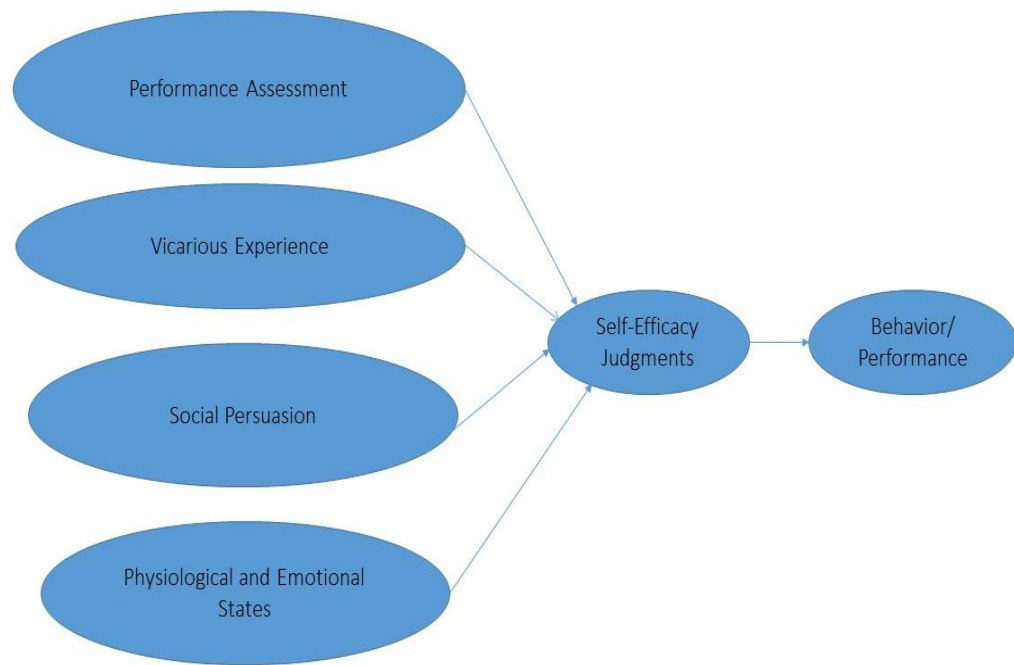 Performance Assessment
Vicarious Experience
Social Persuasion
Physiological and Emotional
States
Self-Efficacy
Judgments
Behavior/
Performance